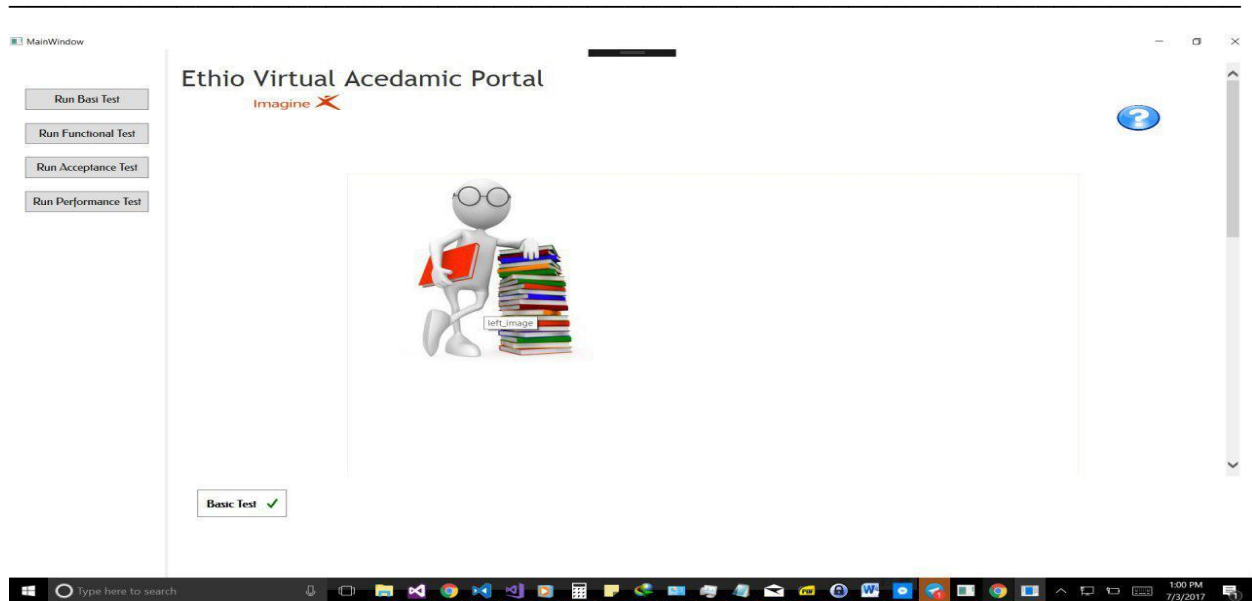 MainWindow
Ethio Virtual Acedamic Portal
Imagine X
Run Basi Test
Run Functional Test
Run Acceptance Test
Run Performance Test
?
left_image
Basic Test ✓
Type here to search
1:00 PM
7/3/2017